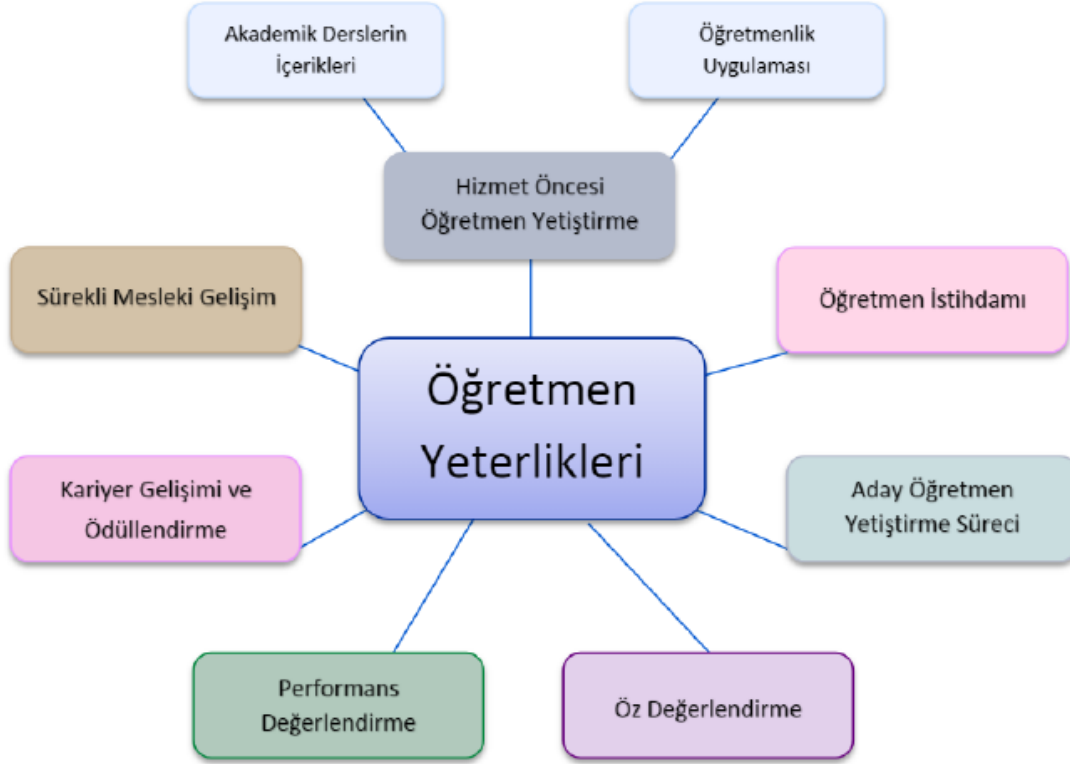 Akademik Derslerin
İçerikleri
Öğretmenlik
Uygulaması
Hizmet Öncesi
Öğretmen Yetiştirme
Sürekli Mesleki Gelişim
Öğretmen İstihdamı
Öğretmen
Yeterlikleri
Kariyer Gelişimi ve
Ödüllendirme
Aday Öğretmen
Yetiştirme Süreci
Performans
Değerlendirme
Öz Değerlendirme